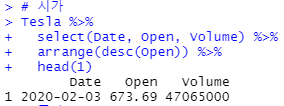 > # 시가
> Tesla %>%
+   select(Date, Open, Volume) %>%
+   arrange(desc(Open)) %>%
+   head(1)
        Date   Open   Volume
1 2020-02-03 673.69 47065000